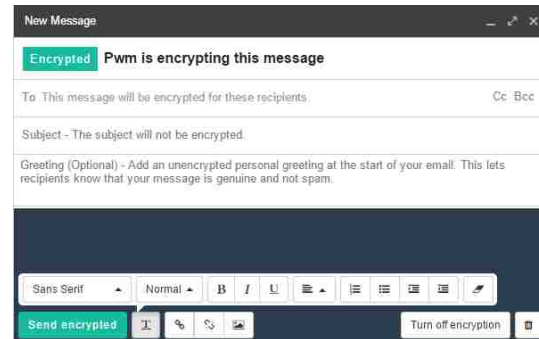 New Message
Encrypted Pwm is encrypting this message
To This message will be encrypted for these recipients. Cc Bcc
Subject - The subject will not be encrypted.
Greeting (Optional) - Add an unencrypted personal greeting at the start of your email. This lets
recipients know that your message is genuine and not spam.
Sans Serif Normal B I U
Send encrypted T Turn off encryption